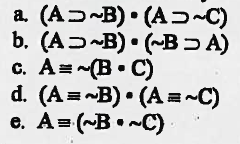 a. (A ⊃ ~B) • (A ⊃ ~C)
b. (A ⊃ ~B) • (~B ⊃ A)
c. A ≡ ~(B • C)
d. (A ≡ ~B) • (A ≡ ~C)
e. A ≡ (~B • ~C)